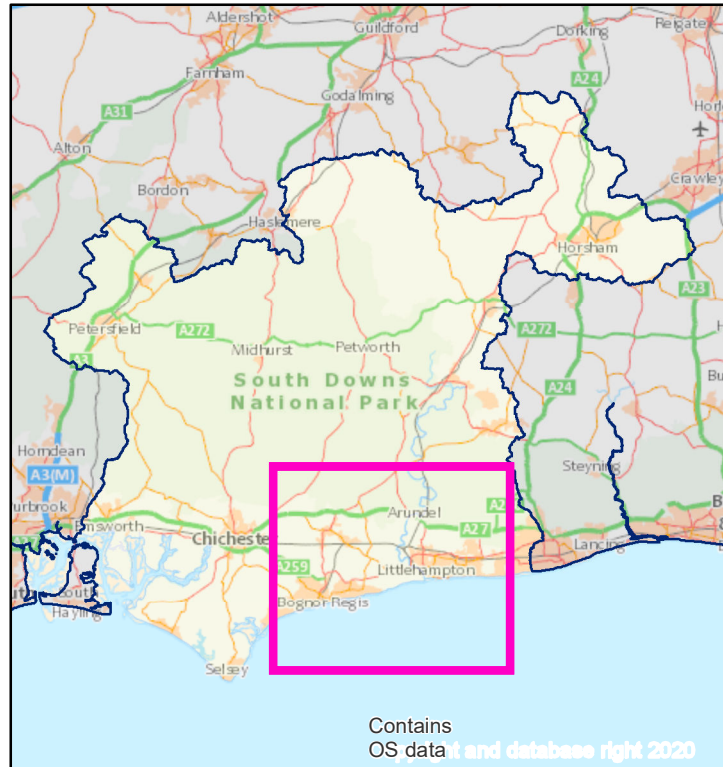 Aldershot
Guildford
Dorking
Reigate
Farnham
A24
Godalming
A31
Alton
Crawley
Bordon
Haslemere
Horsham
A23
Petersfield
A272
A272
Midhurst
Petworth
A3
South Downs
National Park
A24
Horndean
A3(M)
Steyning
Arundel
Emsworth
A27
Chichester
Lancing
A259
Littlehampton
Bognor Regis
Hayling
Selsey
Contains
OS data
and database right 2020